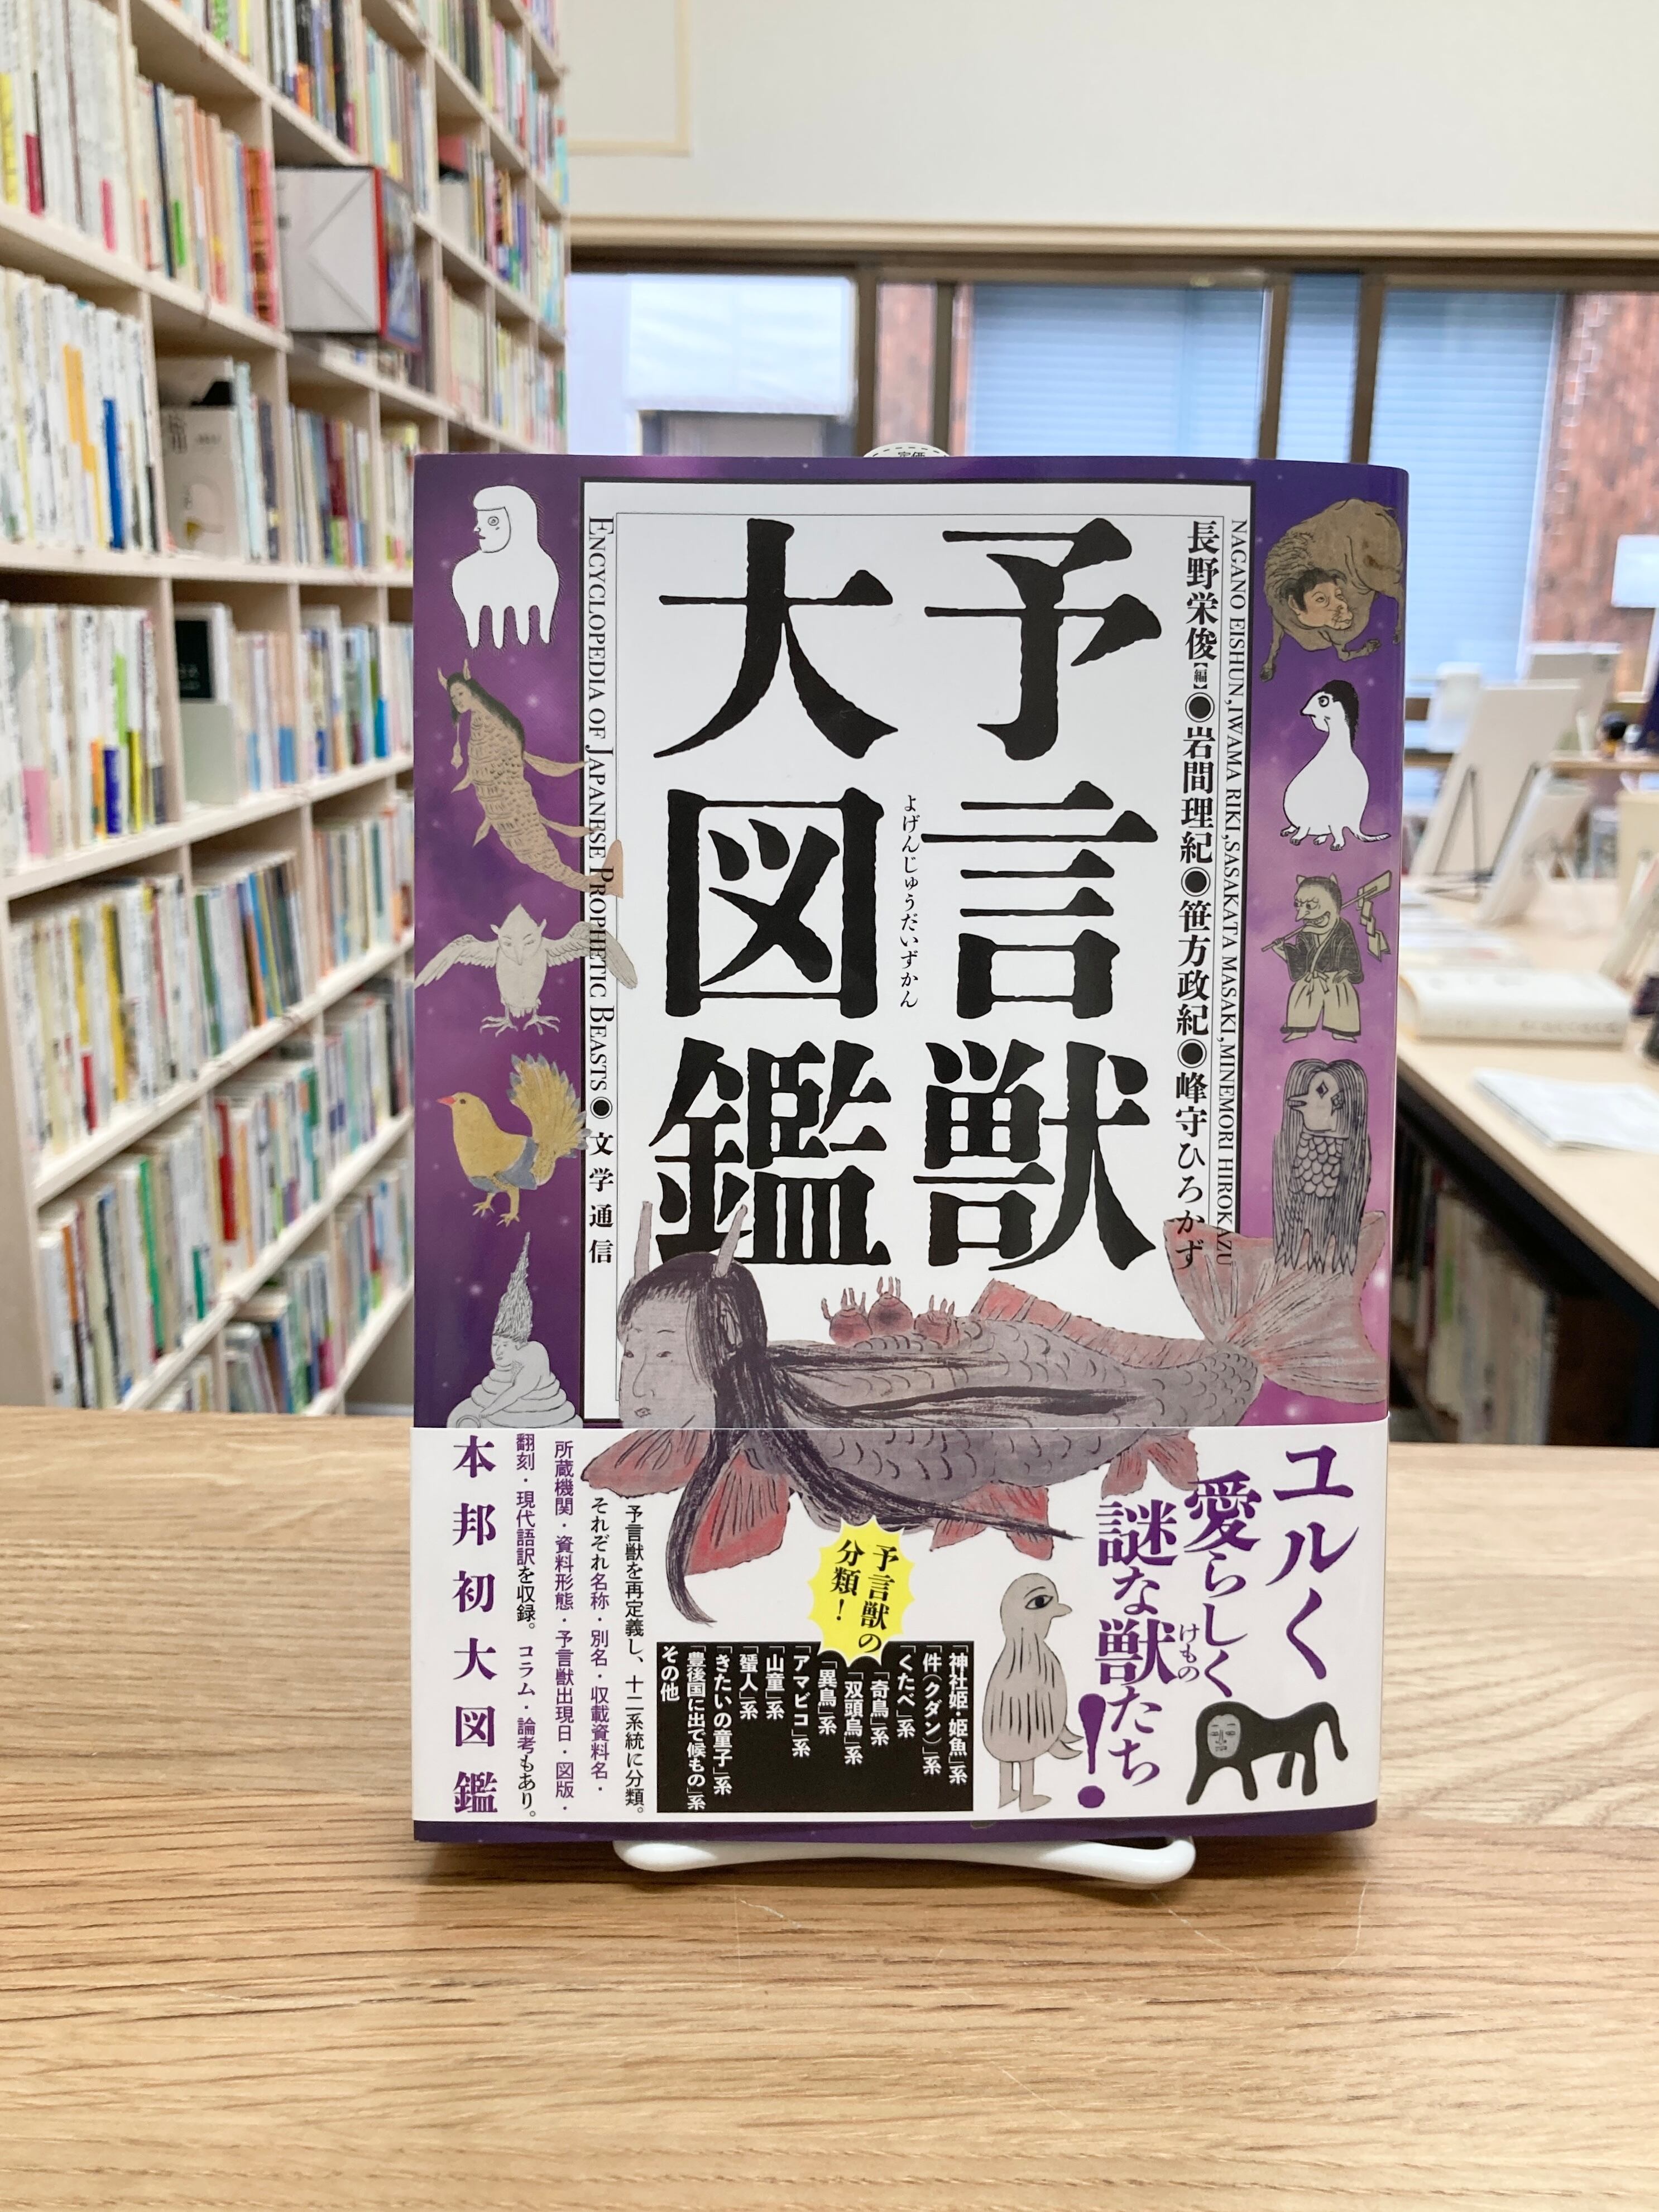 定価
NAGANO EISHUN,IWAMA RIKI,SASAKATA MASAKI,MINEMORI HIROKAZU
長野栄俊【編】●岩間理紀●笹方政紀●峰守ひろかず
予言獣
よげんじゅうだいずかん
大図鑑
ENCYCLOPEDIA OF JAPANESE PROPHETIC BEASTS●文学通信
ユルく
愛らしく
謎な獣たち!
けもの
予言獣の
分類!
「神社姫・姫魚」系
「件(クダン)」系
「くたべ」系
「奇鳥」系
「双頭烏」系
「異鳥」系
「アマビコ」系
「山童」系
「蜑人」系
「きたいの童子」系
「豊後国に出で候もの」系
その他
予言獣を再定義し、十二系統に分類。
それぞれ名称・別名・収載資料名・
所蔵機関・資料形態・予言獣出現日・図版・
翻刻・現代語訳を収録。コラム・論考もあり。
本邦初大図鑑